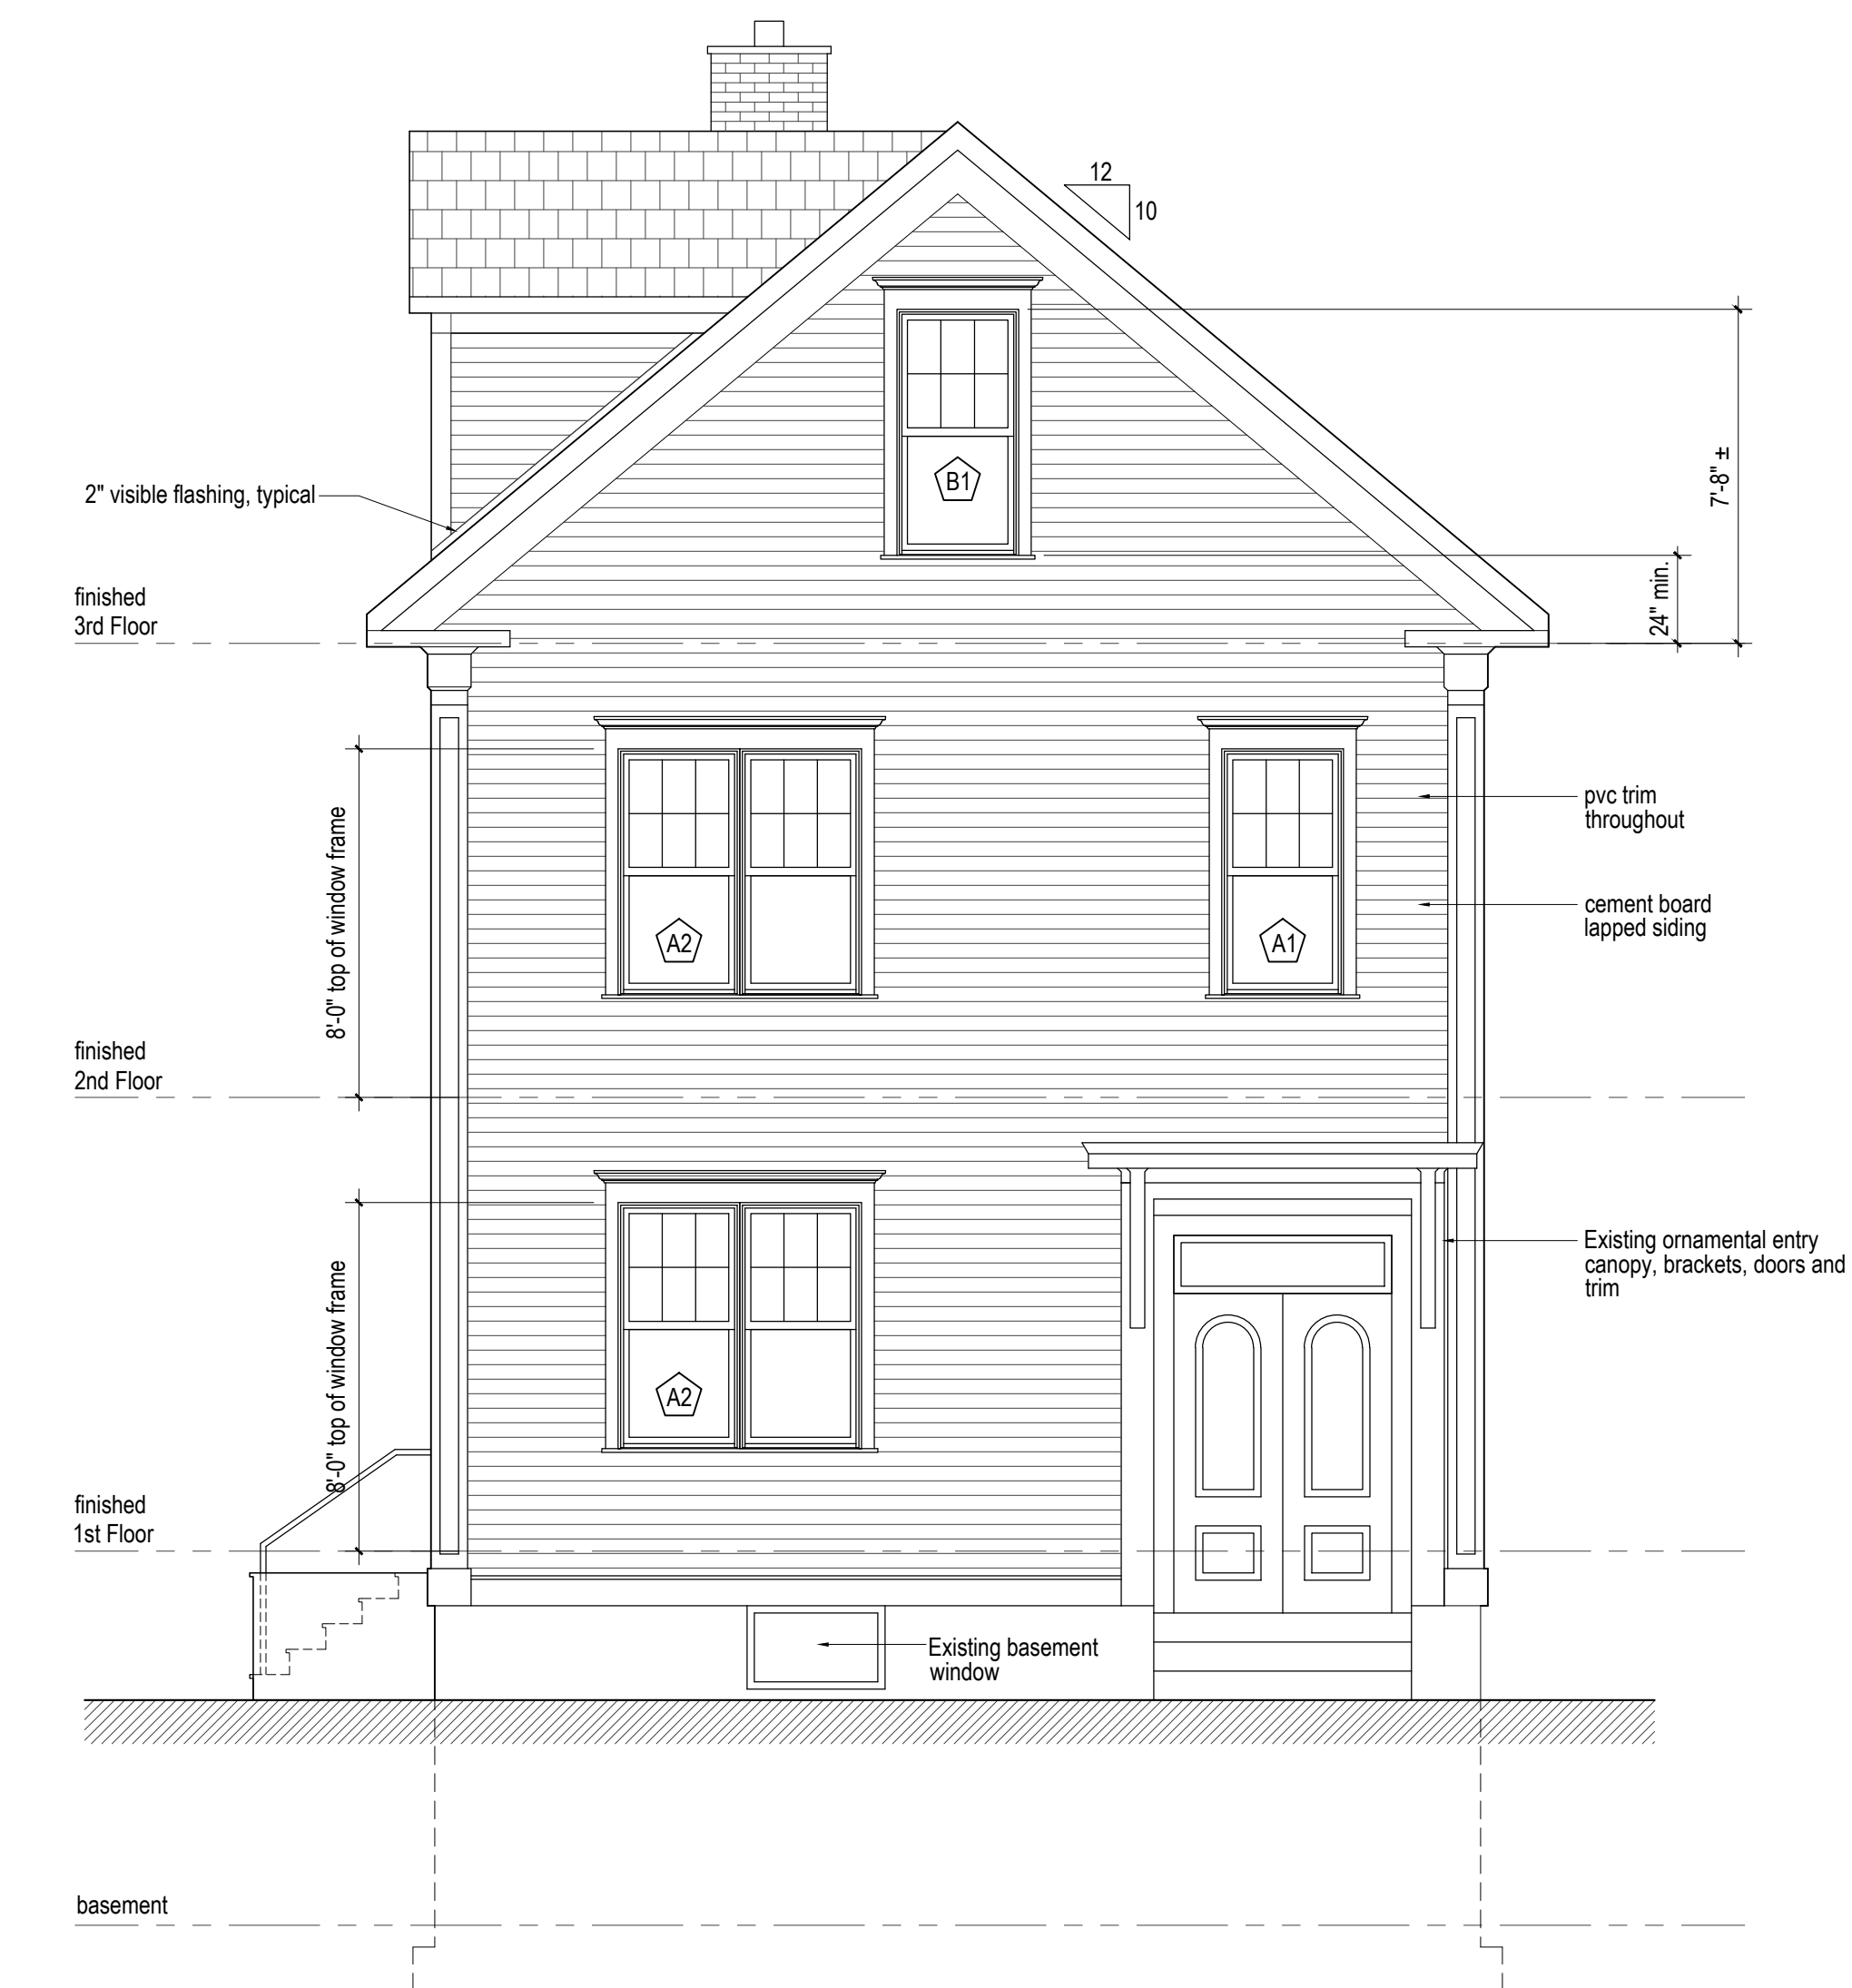 12
10
B1
7'-8" ±
2" visible flashing, typical
24" min.
finished
3rd Floor
8'-0" top of window frame
pvc trim
throughout
cement board
lapped siding
A2
A1
finished
2nd Floor
8'-0" top of window frame
Existing ornamental entry
canopy, brackets, doors and
trim
A2
finished
1st Floor
Existing basement
window
basement